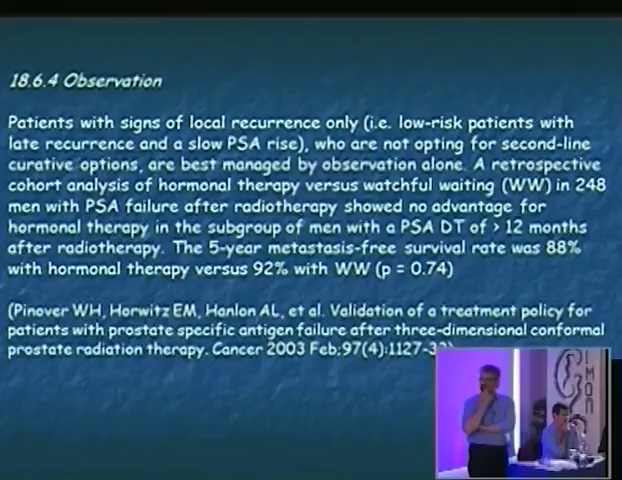 18.6.4 Observation
Patients with signs of local recurrence only (i.e. low-risk patients with
late recurrence and a slow PSA rise), who are not opting for second-line
curative options, are best managed by observation alone. A retrospective
cohort analysis of hormonal therapy versus watchful waiting (WW) in 248
men with PSA failure after radiotherapy showed no advantage for
hormonal therapy in the subgroup of men with a PSA DT of > 12 months
after radiotherapy. The 5-year metastasis-free survival rate was 88%
with hormonal therapy versus 92% with WW (p = 0.74)
(Pinover WH, Horwitz EM, Hanlon AL, et al. Validation of a treatment policy for
patients with prostate specific antigen failure after three-dimensional conformal
prostate radiation therapy. Cancer 2003 Feb;97(4):1127-33)